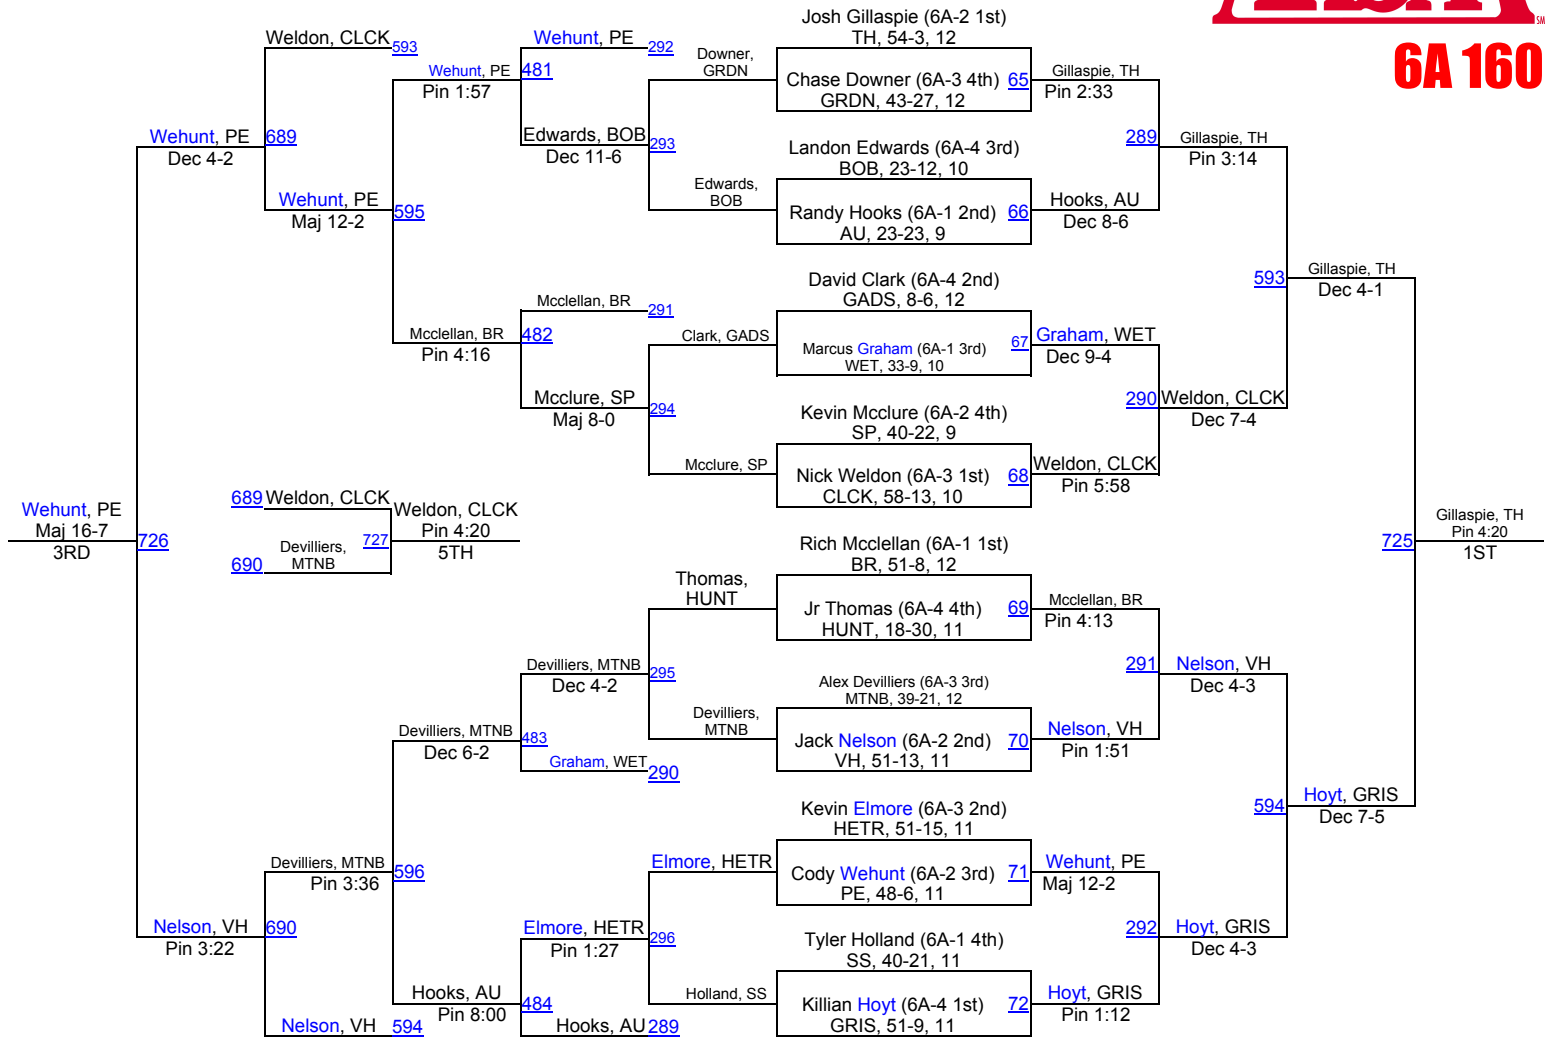 SM
6A 160
Josh Gillaspie (6A-2 1st)
TH, 54-3, 12
65
Chase Downer (6A-3 4th)
GRDN, 43-27, 12
Landon Edwards (6A-4 3rd)
BOB, 23-12, 10
66
Randy Hooks (6A-1 2nd)
AU, 23-23, 9
David Clark (6A-4 2nd)
GADS, 8-6, 12
67
Marcus Graham (6A-1 3rd)
WET, 33-9, 10
Kevin Mcclure (6A-2 4th)
SP, 40-22, 9
68
Nick Weldon (6A-3 1st)
CLCK, 58-13, 10
Rich Mcclellan (6A-1 1st)
BR, 51-8, 12
69
Jr Thomas (6A-4 4th)
HUNT, 18-30, 11
Alex Devilliers (6A-3 3rd)
MTNB, 39-21, 12
70
Jack Nelson (6A-2 2nd)
VH, 51-13, 11
Kevin Elmore (6A-3 2nd)
HETR, 51-15, 11
71
Cody Wehunt (6A-2 3rd)
PE, 48-6, 11
Tyler Holland (6A-1 4th)
SS, 40-21, 11
72
Killian Hoyt (6A-4 1st)
GRIS, 51-9, 11
Gillaspie, TH
Pin 2:33
289
Hooks, AU
Dec 8-6
Graham, WET
Dec 9-4
290
Weldon, CLCK
Pin 5:58
Mcclellan, BR
Pin 4:13
291
Nelson, VH
Pin 1:51
Wehunt, PE
Maj 12-2
292
Hoyt, GRIS
Pin 1:12
Gillaspie, TH
Pin 3:14
593
Weldon, CLCK
Dec 7-4
Nelson, VH
Dec 4-3
594
Hoyt, GRIS
Dec 4-3
Gillaspie, TH
Dec 4-1
725
Hoyt, GRIS
Dec 7-5
Gillaspie, TH
Pin 4:20
1ST
Downer,
GRDN
293
Edwards,
BOB
Clark, GADS
294
Mcclure, SP
Thomas,
HUNT
295
Devilliers,
MTNB
Elmore, HETR
296
Holland, SS
Wehunt, PE
292
481
Edwards, BOB
Dec 11-6
Mcclellan, BR
291
482
Mcclure, SP
Maj 8-0
Devilliers, MTNB
Dec 4-2
483
Graham, WET
290
Elmore, HETR
Pin 1:27
484
Hooks, AU
289
Wehunt, PE
Pin 1:57
595
Mcclellan, BR
Pin 4:16
Devilliers, MTNB
Dec 6-2
596
Hooks, AU
Pin 8:00
Weldon, CLCK
593
689
Wehunt, PE
Maj 12-2
Devilliers, MTNB
Pin 3:36
690
Nelson, VH
594
Wehunt, PE
Dec 4-2
726
Nelson, VH
Pin 3:22
Wehunt, PE
Maj 16-7
3RD
689
Weldon, CLCK
727
690
Devilliers,
MTNB
Weldon, CLCK
Pin 4:20
5TH